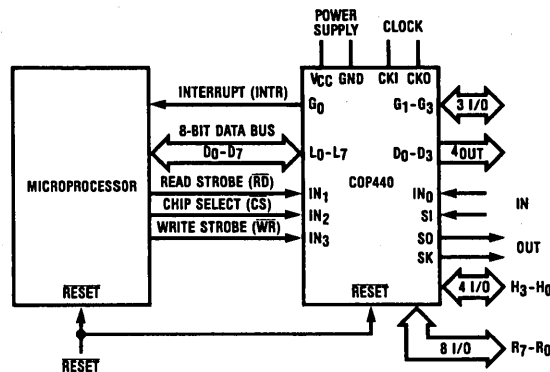 POWER
SUPPLY
CLOCK
VCC GND CKI CKO
INTERRUPT (INTR)
G0
G1-G3
3 I/O
8-BIT DATA BUS
D0-D7
L0-L7
D0-D3
4 OUT
MICROPROCESSOR
COP440
READ STROBE (RD)
IN1
IN0
IN
CHIP SELECT (CS)
IN2
SI
WRITE STROBE (WR)
IN3
SO
OUT
SK
RESET
RESET
4 I/O
H3-H0
8 I/O
R7-R0
RESET